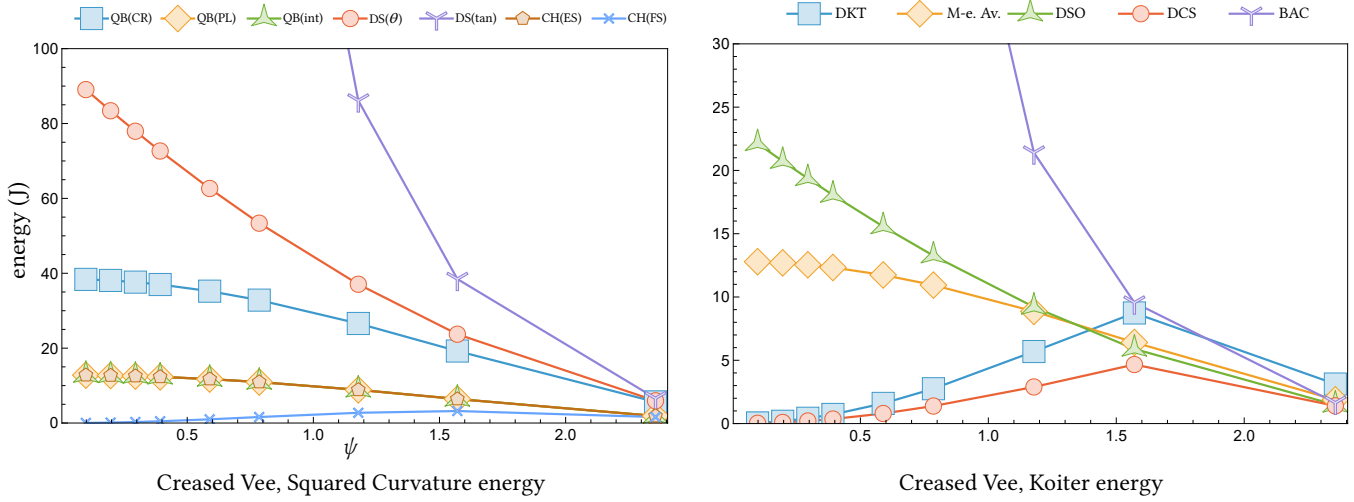 QB(CR) QB(PL) QB(int) DS(θ) DS(tan) CH(ES) CH(FS)
100
80
60
40
20
0
energy (J)
0.5 1.0 1.5 2.0
ψ
Creased Vee, Squared Curvature energy
DKT M-e. Av. DSO DCS BAC
30
25
20
15
10
5
0
0.5 1.0 1.5 2.0
Creased Vee, Koiter energy